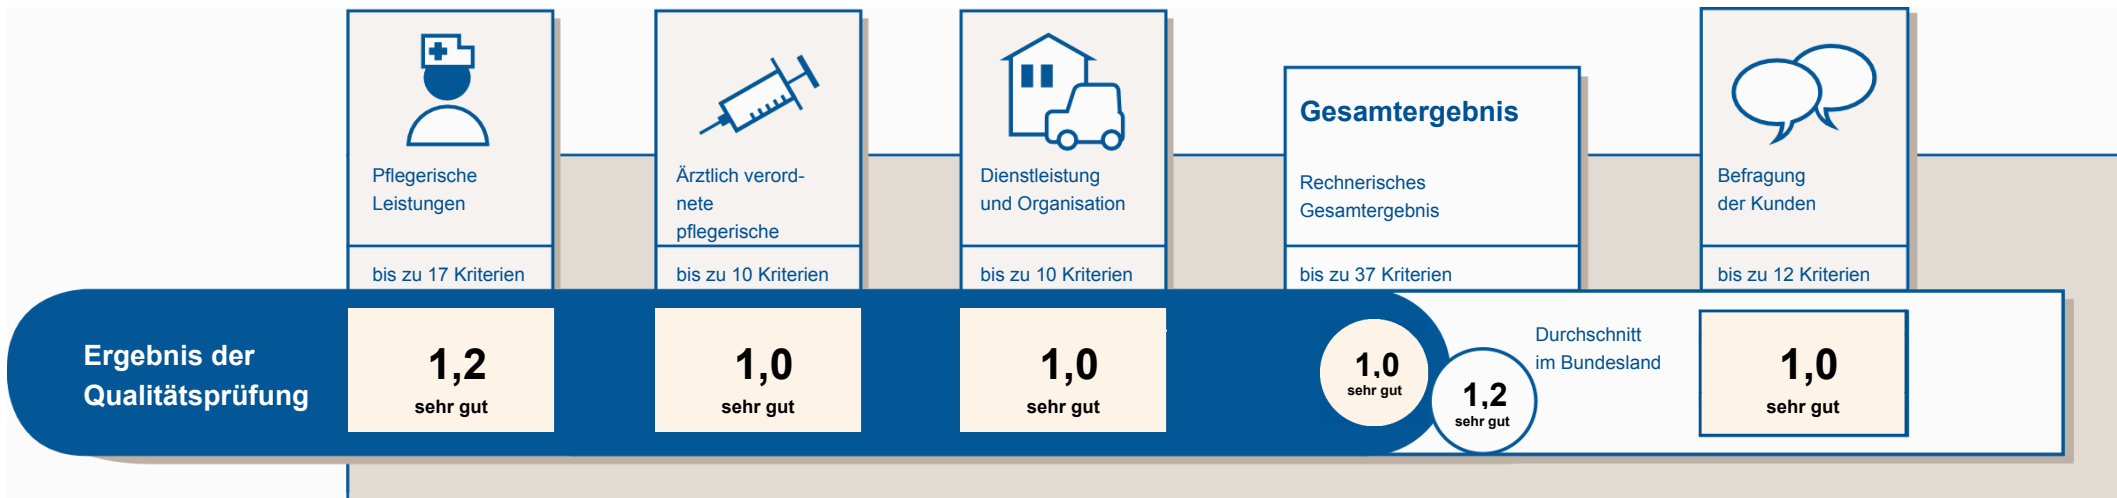 Pflegerische
Leistungen
bis zu 17 Kriterien
Ärztlich verord-
nete
pflegerische
bis zu 10 Kriterien
Dienstleistung
und Organisation
bis zu 10 Kriterien
Gesamtergebnis
Rechnerisches
Gesamtergebnis
bis zu 37 Kriterien
Befragung
der Kunden
bis zu 12 Kriterien
Ergebnis der
Qualitätsprüfung
1,2
sehr gut
1,0
sehr gut
1,0
sehr gut
1,0
sehr gut
1,2
sehr gut
Durchschnitt
im Bundesland
1,0
sehr gut